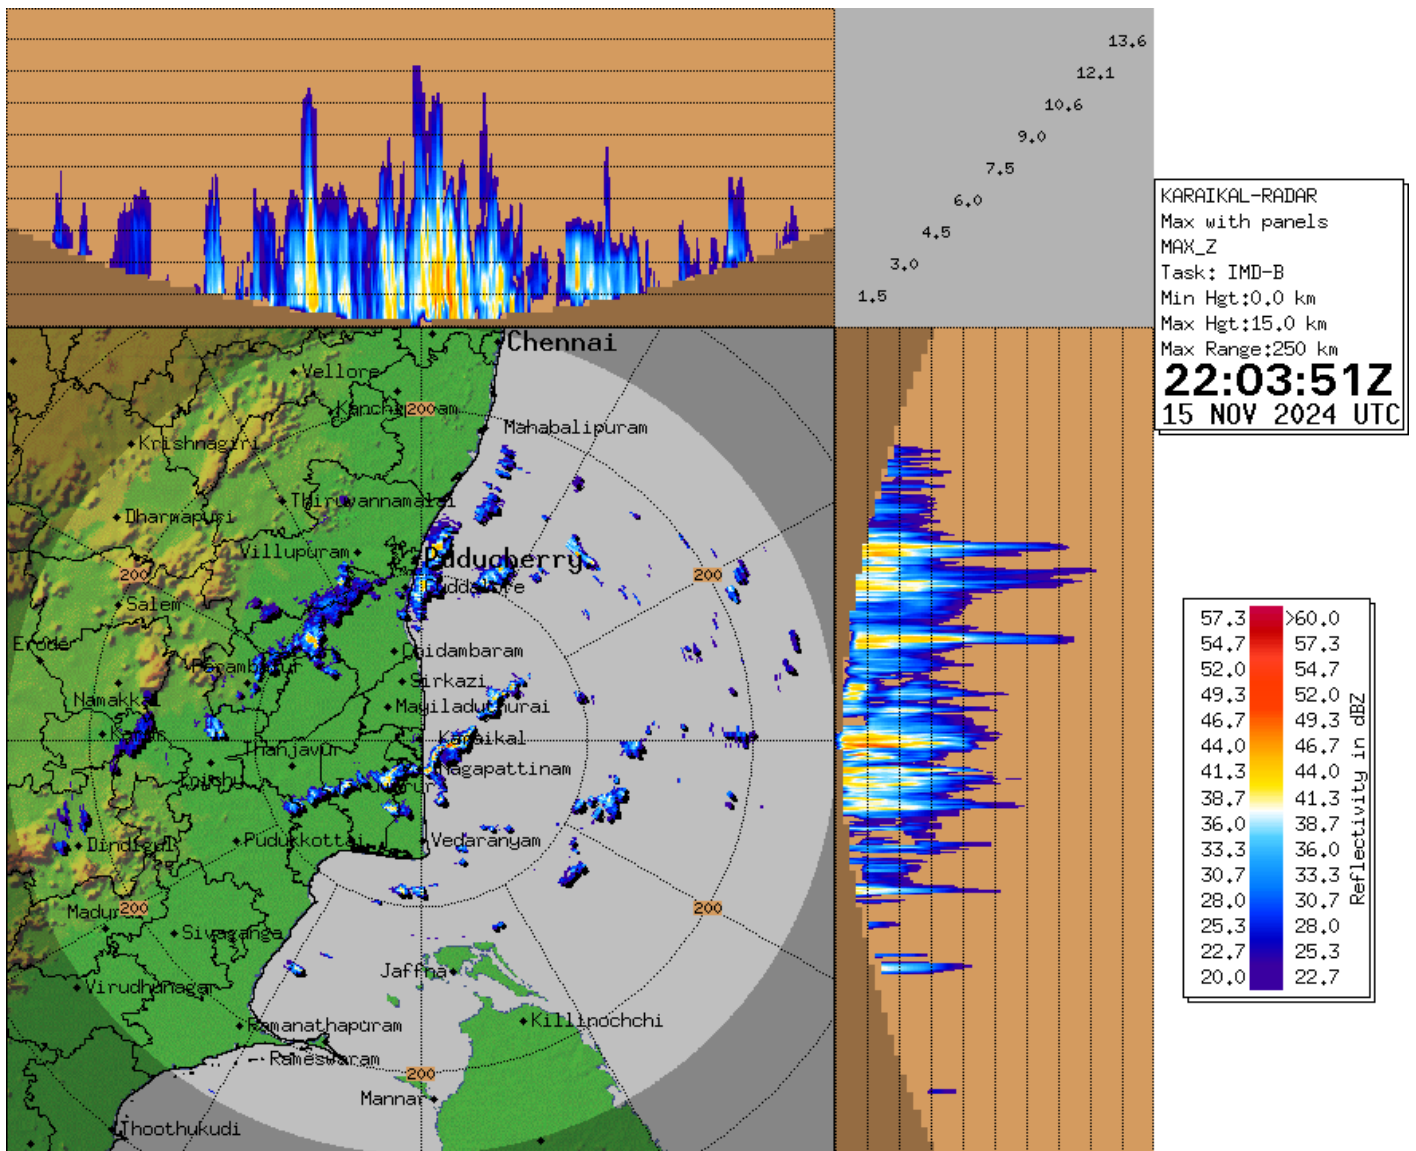 13.6
12.1
10.6
9.0
7.5
6.0
4.5
3.0
1.5
KARAIKAL-RADAR
Max with panels
MAX_Z
Task: IMD-B
Min Hgt:0.0 km
Max Hgt:15.0 km
Max Range:250 km
22:03:51Z
15 NOV 2024 UTC
Chennai
Vellore
200
Mahabalipuram
Krishnagiri
Thiruvannamalai
Dharmapuri
Villupuram
Puducherry
200
200
Salem
Erode
Chidambaram
Sirkazi
Namakkal
Mayiladuthurai
Karaikal
Thanjavur
Nagapattinam
Pudukkottai
Vedaranyam
Dindigul
200
200
Sivaganga
Jaffna
Virudhunagar
Killinochchi
Ramanathapuram
Rameswaram
200
Mannar
Thoothukudi
57.3 >60.0
54.7 57.3
52.0 54.7
49.3 52.0
46.7 49.3
44.0 46.7
41.3 44.0
38.7 41.3
36.0 38.7
33.3 36.0
30.7 33.3
28.0 30.7
25.3 28.0
22.7 25.3
20.0 22.7
Reflectivity in dBZ